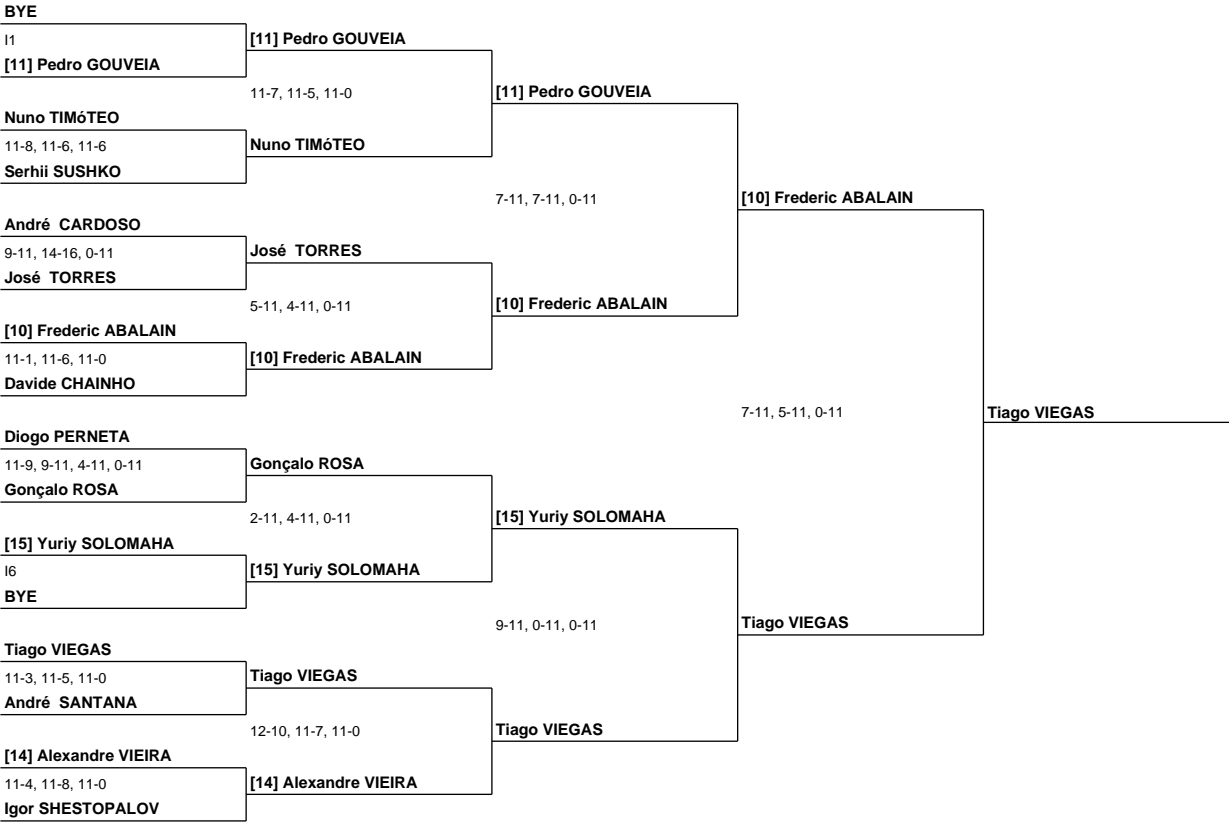 BYE
I1
[11] Pedro GOUVEIA
[11] Pedro GOUVEIA
11-7, 11-5, 11-0
[11] Pedro GOUVEIA
Nuno TIMóTEO
11-8, 11-6, 11-6
Nuno TIMóTEO
Serhii SUSHKO
7-11, 7-11, 0-11
[10] Frederic ABALAIN
André  CARDOSO
9-11, 14-16, 0-11
José  TORRES
José  TORRES
5-11, 4-11, 0-11
[10] Frederic ABALAIN
[10] Frederic ABALAIN
11-1, 11-6, 11-0
[10] Frederic ABALAIN
Davide CHAINHO
7-11, 5-11, 0-11
Tiago VIEGAS
Diogo PERNETA
11-9, 9-11, 4-11, 0-11
Gonçalo ROSA
Gonçalo ROSA
2-11, 4-11, 0-11
[15] Yuriy SOLOMAHA
[15] Yuriy SOLOMAHA
I6
[15] Yuriy SOLOMAHA
BYE
9-11, 0-11, 0-11
Tiago VIEGAS
Tiago VIEGAS
11-3, 11-5, 11-0
Tiago VIEGAS
André  SANTANA
12-10, 11-7, 11-0
Tiago VIEGAS
[14] Alexandre VIEIRA
11-4, 11-8, 11-0
[14] Alexandre VIEIRA
Igor SHESTOPALOV